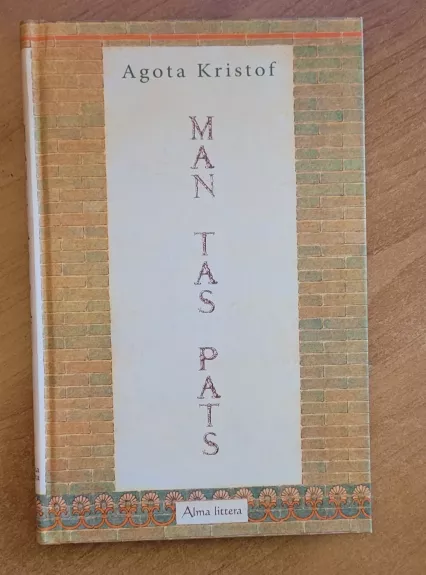 Agota Kristof
MAN
TAS
PATS
Alma littera